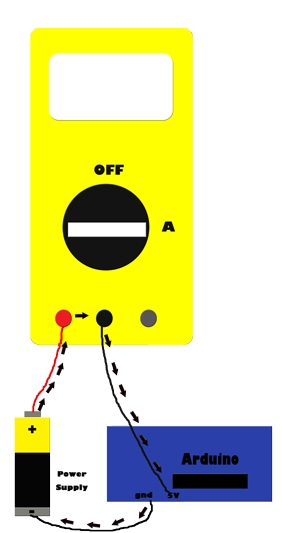 OFF
A
+
Power
Supply
-
Arduino
gnd 5V